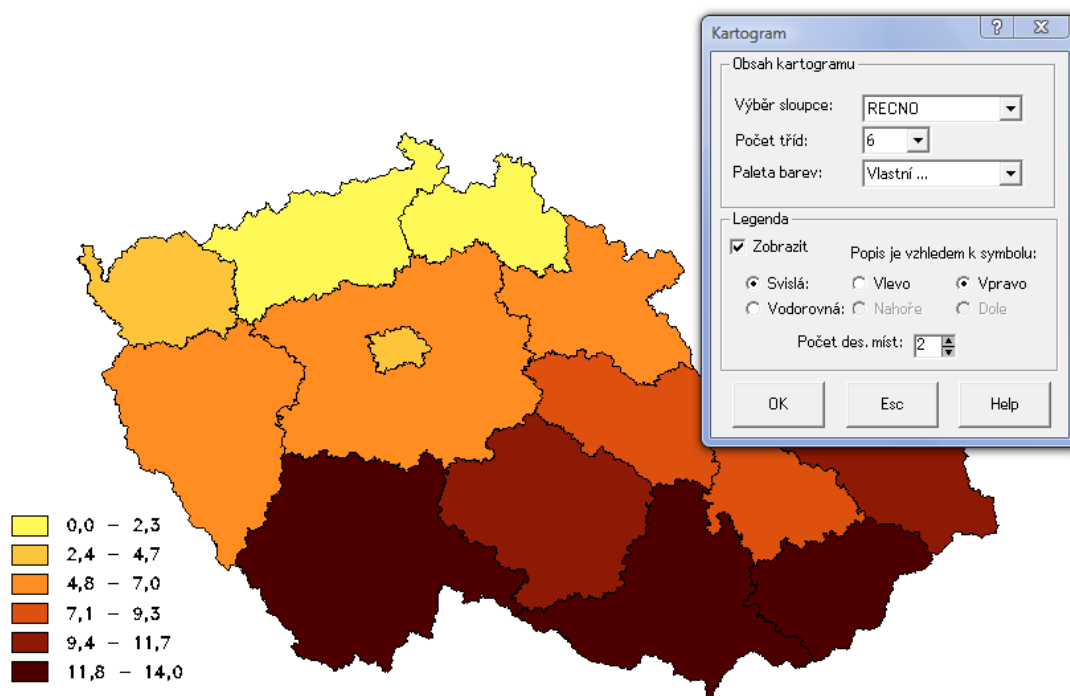 Kartogram
Obsah kartogramu
Výběr sloupce: RECNO
Počet tříd: 6
Paleta barev: Vlastní ...
Legenda
Zobrazit Popis je vzhledem k symbolu:
Svislá: Vlevo Vpravo
Vodorovná: Nahoře Dole
Počet des. míst: 2
OK Esc Help
0,0 – 2,3
2,4 – 4,7
4,8 – 7,0
7,1 – 9,3
9,4 – 11,7
11,8 – 14,0